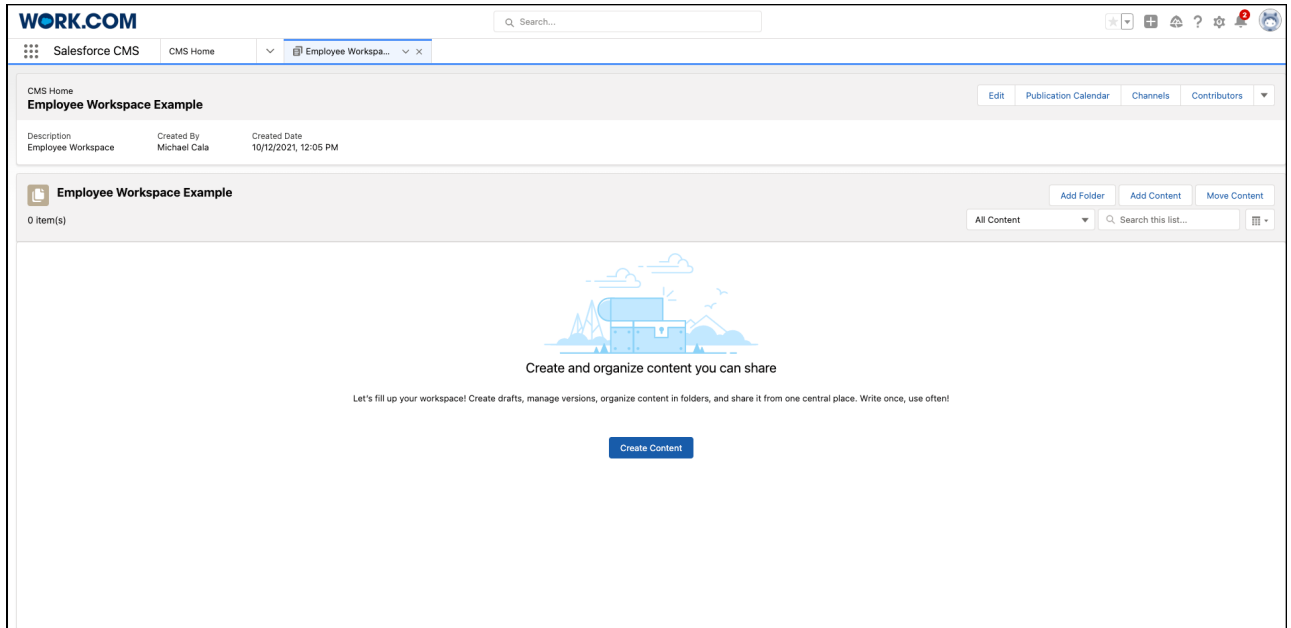 WORK.COM
Search...
2
Salesforce CMS
CMS Home
Employee Workspa...
CMS Home
Employee Workspace Example
Edit
Publication Calendar
Channels
Contributors
Description
Employee Workspace
Created By
Michael Cala
Created Date
10/12/2021, 12:05 PM
Employee Workspace Example
Add Folder
Add Content
Move Content
0 item(s)
All Content
Search this list...
Create and organize content you can share
Let's fill up your workspace! Create drafts, manage versions, organize content in folders, and share it from one central place. Write once, use often!
Create Content